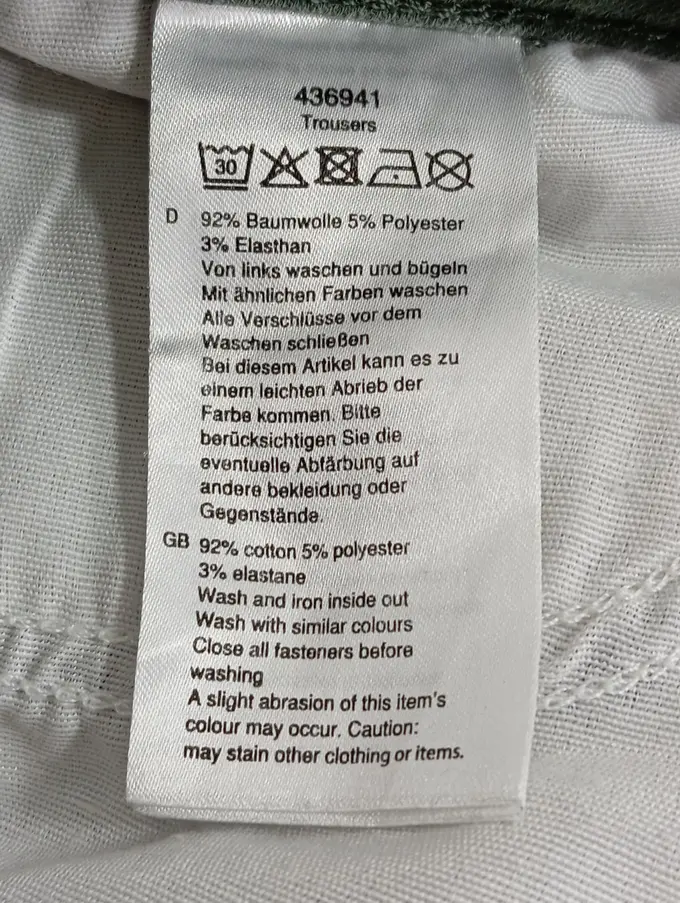 436941
Trousers
30
D 92% Baumwolle 5% Polyester
3% Elasthan
Von links waschen und bügeln
Mit ähnlichen Farben waschen
Alle Verschlüsse vor dem
Waschen schließen
Bei diesem Artikel kann es zu
einem leichten Abrieb der
Farbe kommen. Bitte
berücksichtigen Sie die
eventuelle Abfärbung auf
andere bekleidung oder
Gegenstände.
GB 92% cotton 5% polyester
3% elastane
Wash and iron inside out
Wash with similar colours
Close all fasteners before
washing
A slight abrasion of this item's
colour may occur. Caution:
may stain other clothing or items.